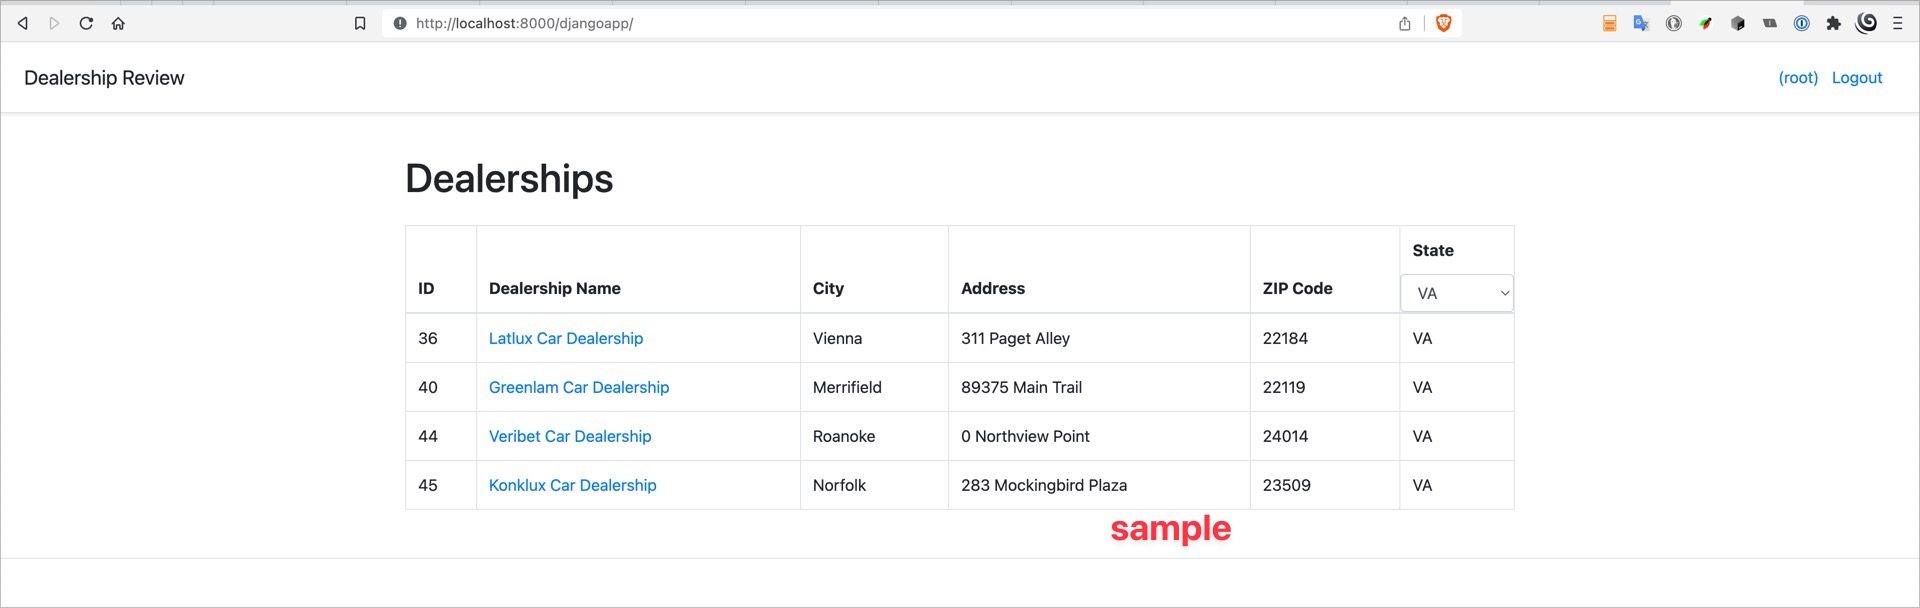 http://localhost:8000/djangoapp/
Dealership Review (root) Logout
Dealerships
ID Dealership Name City Address ZIP Code State
VA
36 Latlux Car Dealership Vienna 311 Paget Alley 22184 VA
40 Greenlam Car Dealership Merrifield 89375 Main Trail 22119 VA
44 Veribet Car Dealership Roanoke 0 Northview Point 24014 VA
45 Konklux Car Dealership Norfolk 283 Mockingbird Plaza 23509 VA
sample